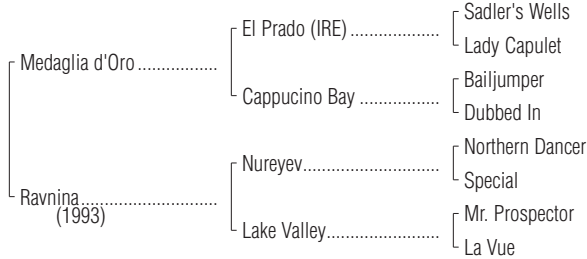 Sadler's Wells
El Prado (IRE) ....................
Lady Capulet
Medaglia d'Oro .................
Bailjumper
Cappucino Bay ..................
Dubbed In
Northern Dancer
Nureyev..............................
Special
Ravnina.............................
(1993)
Mr. Prospector
Lake Valley.........................
La Vue